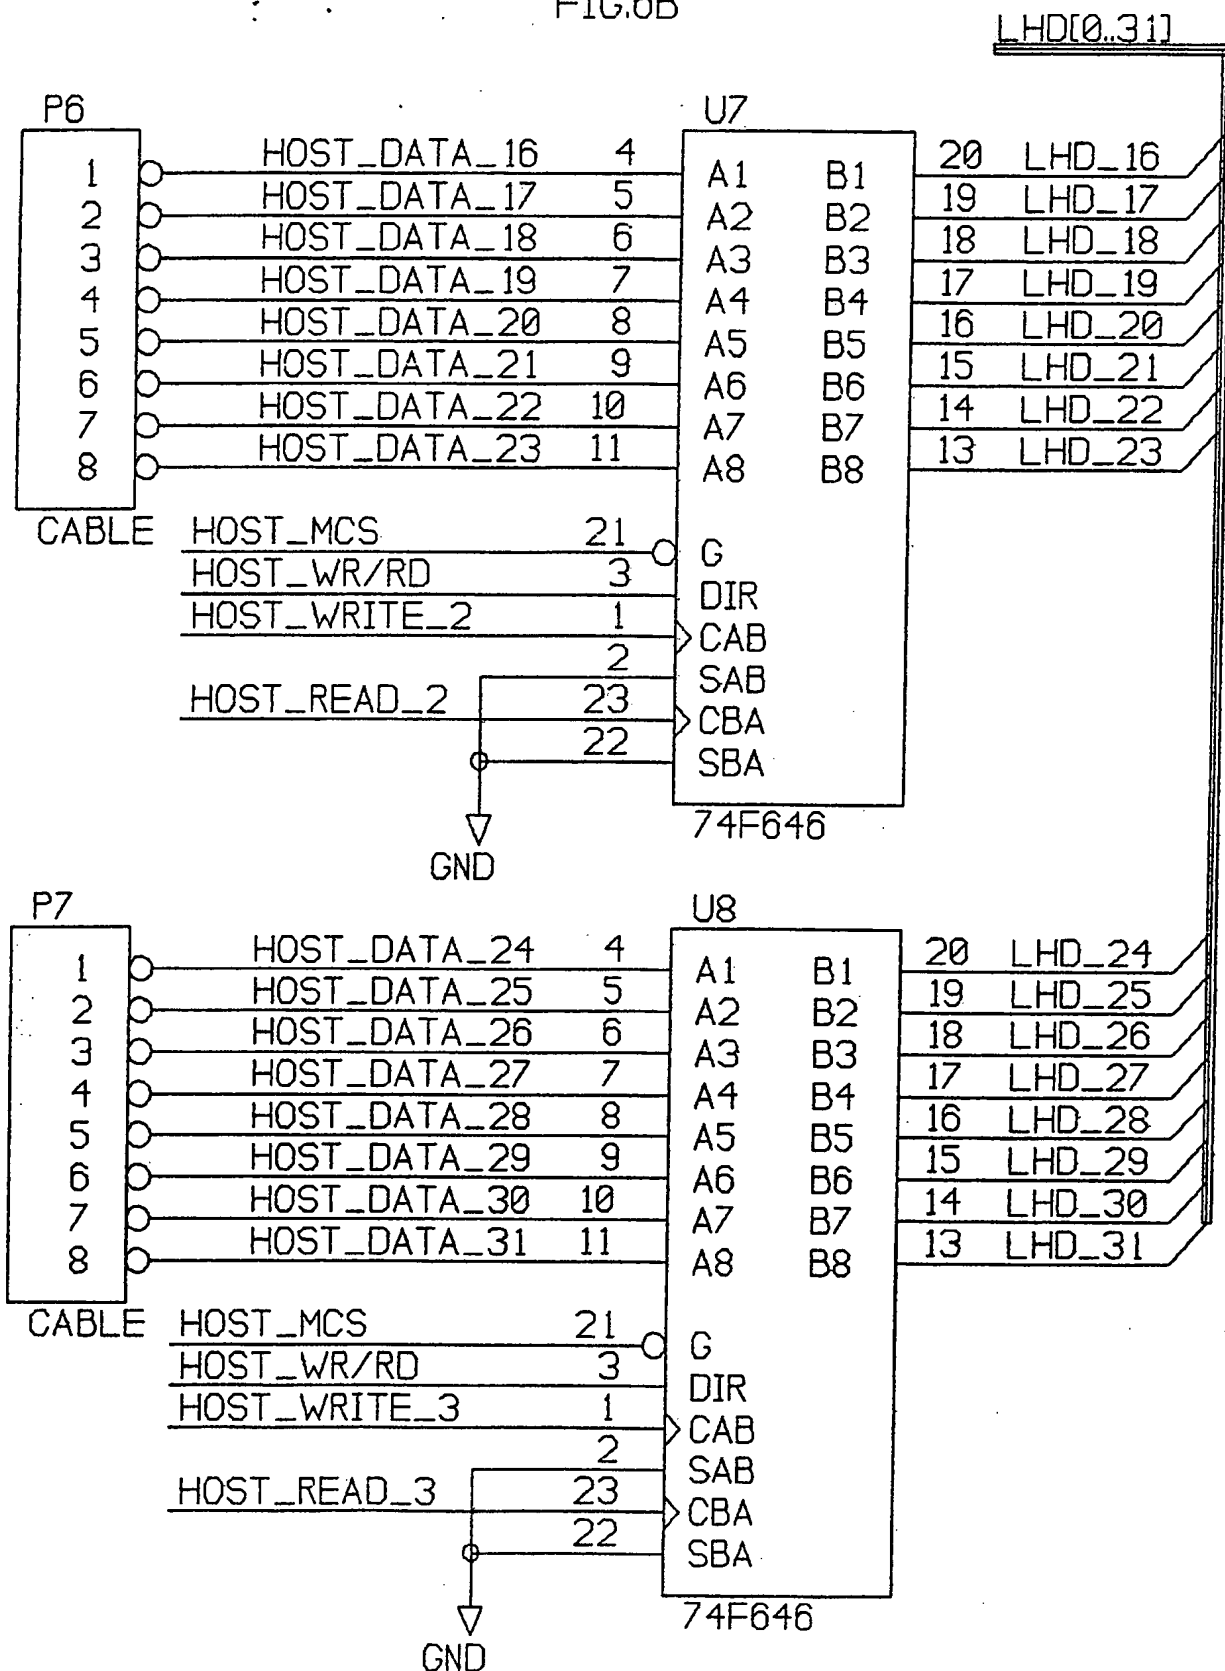 FIG.6B
LHD[0..31]
P6 U7
1 HOST_DATA_16 4 A1 B1 20 LHD_16
2 HOST_DATA_17 5 A2 B2 19 LHD_17
3 HOST_DATA_18 6 A3 B3 18 LHD_18
4 HOST_DATA_19 7 A4 B4 17 LHD_19
5 HOST_DATA_20 8 A5 B5 16 LHD_20
6 HOST_DATA_21 9 A6 B6 15 LHD_21
7 HOST_DATA_22 10 A7 B7 14 LHD_22
8 HOST_DATA_23 11 A8 B8 13 LHD_23
CABLE
HOST_MCS 21 G
HOST_WR/RD 3 DIR
HOST_WRITE_2 1 CAB
2 SAB
HOST_READ_2 23 CBA
22 SBA
74F646
GND
P7 U8
1 HOST_DATA_24 4 A1 B1 20 LHD_24
2 HOST_DATA_25 5 A2 B2 19 LHD_25
3 HOST_DATA_26 6 A3 B3 18 LHD_26
4 HOST_DATA_27 7 A4 B4 17 LHD_27
5 HOST_DATA_28 8 A5 B5 16 LHD_28
6 HOST_DATA_29 9 A6 B6 15 LHD_29
7 HOST_DATA_30 10 A7 B7 14 LHD_30
8 HOST_DATA_31 11 A8 B8 13 LHD_31
CABLE
HOST_MCS 21 G
HOST_WR/RD 3 DIR
HOST_WRITE_3 1 CAB
2 SAB
HOST_READ_3 23 CBA
22 SBA
74F646
GND